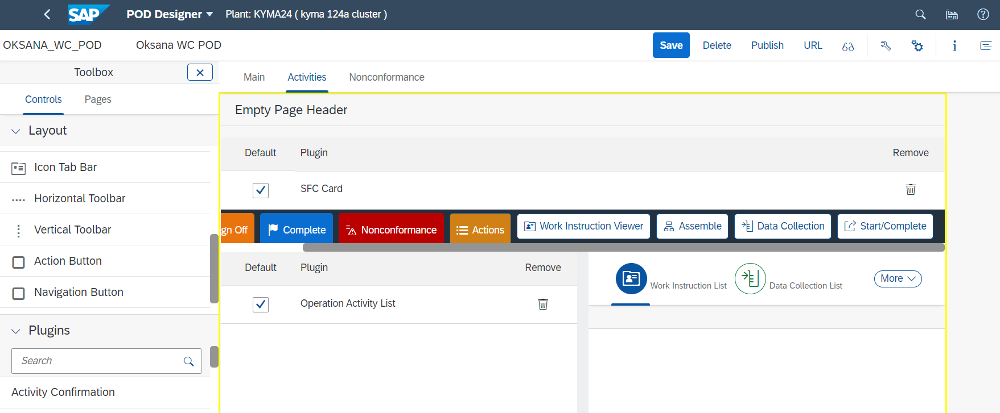 SAP POD Designer Plant: KYMA24 ( kyma 124a cluster )
OKSANA_WC_POD Oksana WC POD Save Delete Publish URL
Toolbox
Main Activities Nonconformance
Controls Pages
Empty Page Header
Layout
Default Plugin Remove
Icon Tab Bar
SFC Card
Horizontal Toolbar
Vertical Toolbar
gn Off Complete Nonconformance Actions Work Instruction Viewer Assemble Data Collection Start/Complete
Action Button
Default Plugin Remove
Work Instruction List Data Collection List More
Navigation Button
Operation Activity List
Plugins
Search
Activity Confirmation